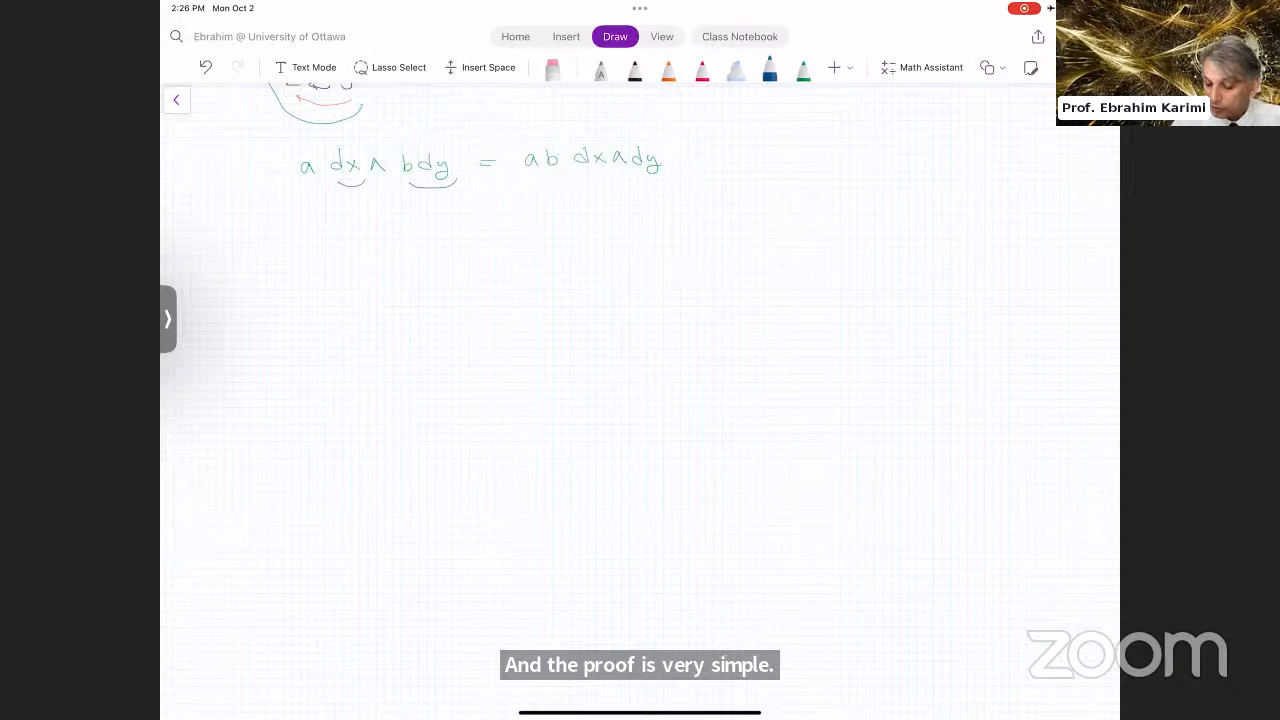 2:26 PM Mon Oct 2
Ebrahim @ University of Ottawa
Home Insert Draw View Class Notebook
Text Mode Lasso Select Insert Space A Math Assistant
Prof. Ebrahim Karimi
a dx ∧ b dy = ab dx ∧ dy
And the proof is very simple.
zoom